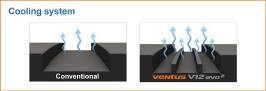 Cooling system
Conventional
ventus V12 evo²